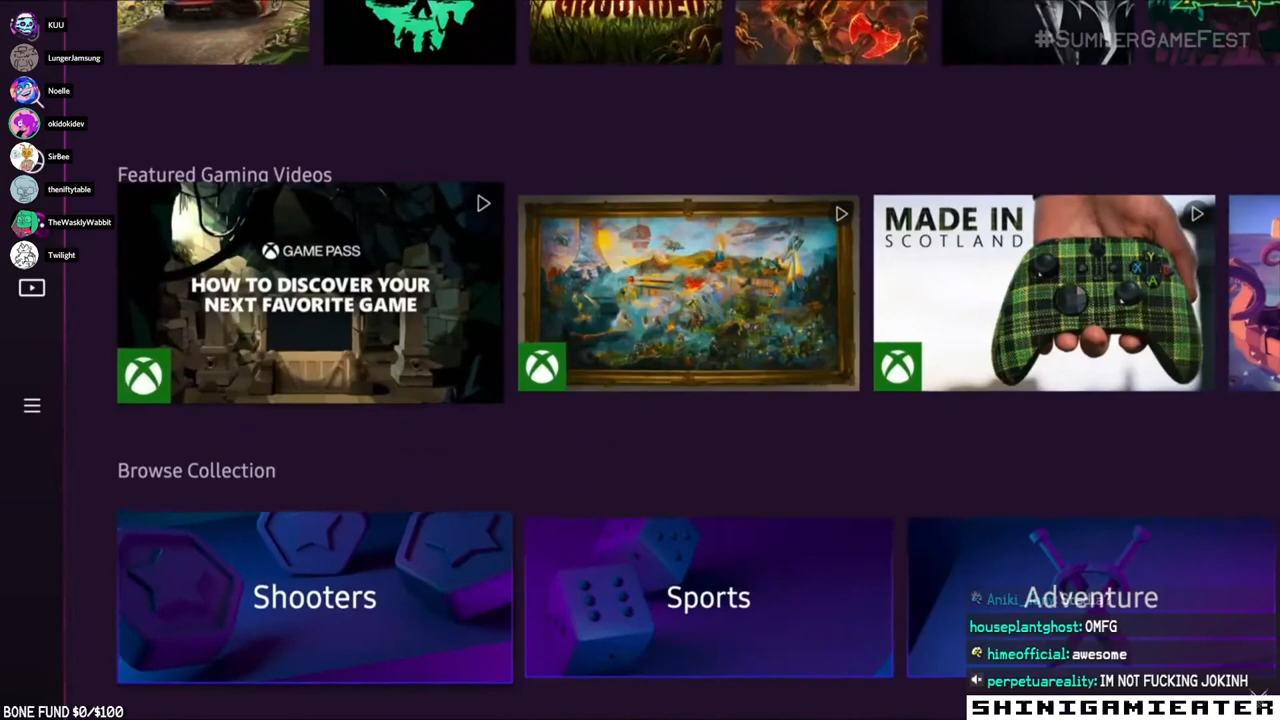 KUU
LungerJamsung
Noelle
okidokidev
SirBee
theniftytable
TheWasklyWabbit
Twilight
GROUNDED
#SUMMERGAMEFEST
Featured Gaming Videos
GAME PASS
HOW TO DISCOVER YOUR
NEXT FAVORITE GAME
MADE IN
SCOTLAND
Y
X
B
A
Browse Collection
Shooters
Sports
Adventure
houseplantghost: OMFG
himeofficial: awesome
perpetuareality: IM NOT FUCKING JOKINH
BONE FUND $0/$100
SHINIGAMIEATER